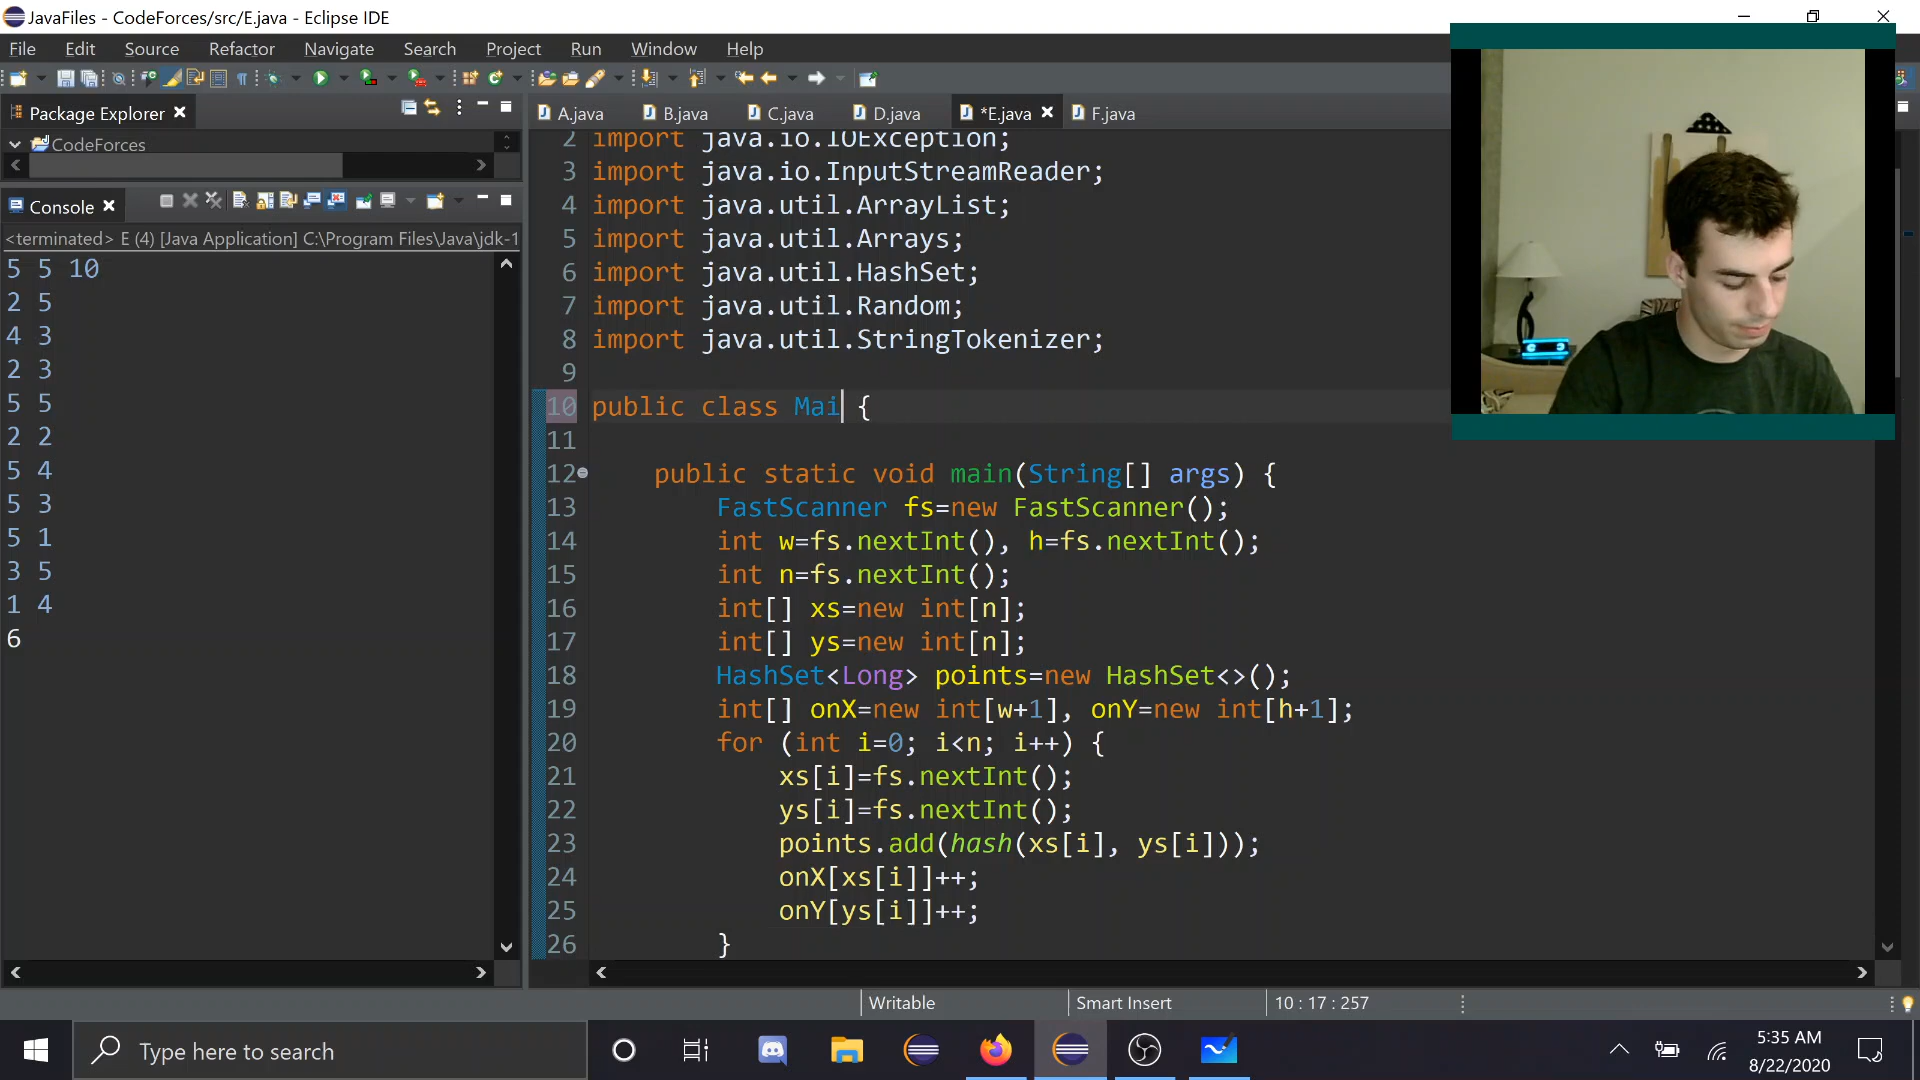 JavaFiles - CodeForces/src/E.java - Eclipse IDE
File Edit Source Refactor Navigate Search Project Run Window Help
Package Explorer
CodeForces
Console
<terminated> E (4) [Java Application] C:\Program Files\Java\jdk-1
5 5 10
2 5
4 3
2 3
5 5
2 2
5 4
5 3
5 1
3 5
1 4
6
A.java B.java C.java D.java *E.java F.java
2 import java.io.IOException;
3 import java.io.InputStreamReader;
4 import java.util.ArrayList;
5 import java.util.Arrays;
6 import java.util.HashSet;
7 import java.util.Random;
8 import java.util.StringTokenizer;
9
10 public class Mai {
11
12 public static void main(String[] args) {
13 FastScanner fs=new FastScanner();
14 int w=fs.nextInt(), h=fs.nextInt();
15 int n=fs.nextInt();
16 int[] xs=new int[n];
17 int[] ys=new int[n];
18 HashSet<Long> points=new HashSet<>();
19 int[] onX=new int[w+1], onY=new int[h+1];
20 for (int i=0; i<n; i++) {
21 xs[i]=fs.nextInt();
22 ys[i]=fs.nextInt();
23 points.add(hash(xs[i], ys[i]));
24 onX[xs[i]]++;
25 onY[ys[i]]++;
26 }
Writable Smart Insert 10 : 17 : 257
Type here to search
5:35 AM
8/22/2020